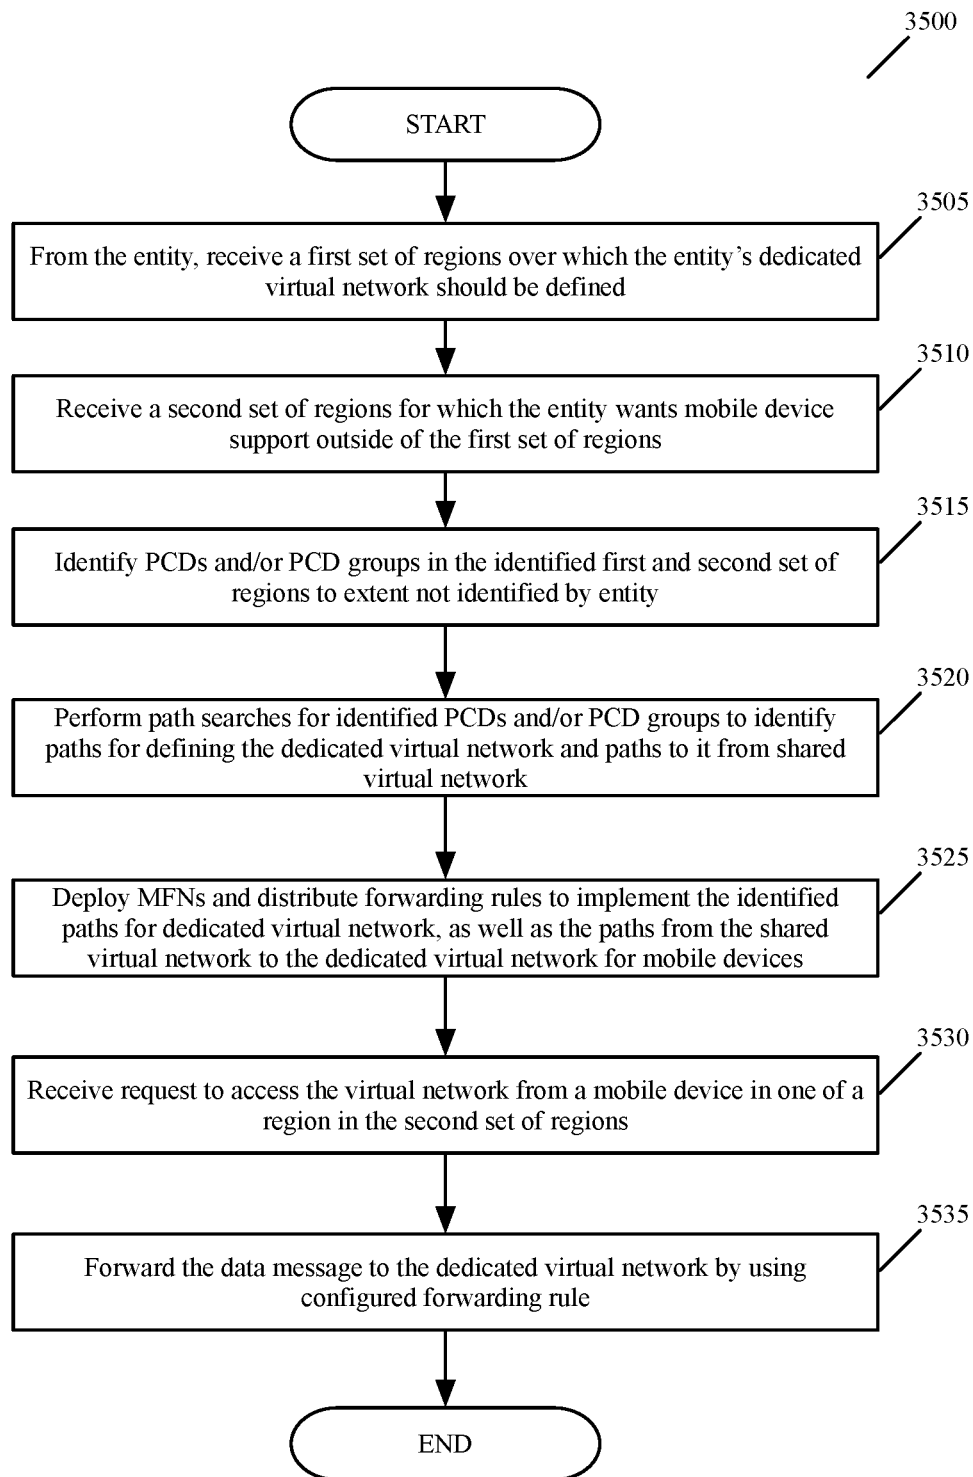 3500
START
3505
From the entity, receive a first set of regions over which the entity’s dedicated
virtual network should be defined
3510
Receive a second set of regions for which the entity wants mobile device
support outside of the first set of regions
3515
Identify PCDs and/or PCD groups in the identified first and second set of
regions to extent not identified by entity
3520
Perform path searches for identified PCDs and/or PCD groups to identify
paths for defining the dedicated virtual network and paths to it from shared
virtual network
3525
Deploy MFNs and distribute forwarding rules to implement the identified
paths for dedicated virtual network, as well as the paths from the shared
virtual network to the dedicated virtual network for mobile devices
3530
Receive request to access the virtual network from a mobile device in one of a
region in the second set of regions
3535
Forward the data message to the dedicated virtual network by using
configured forwarding rule
END